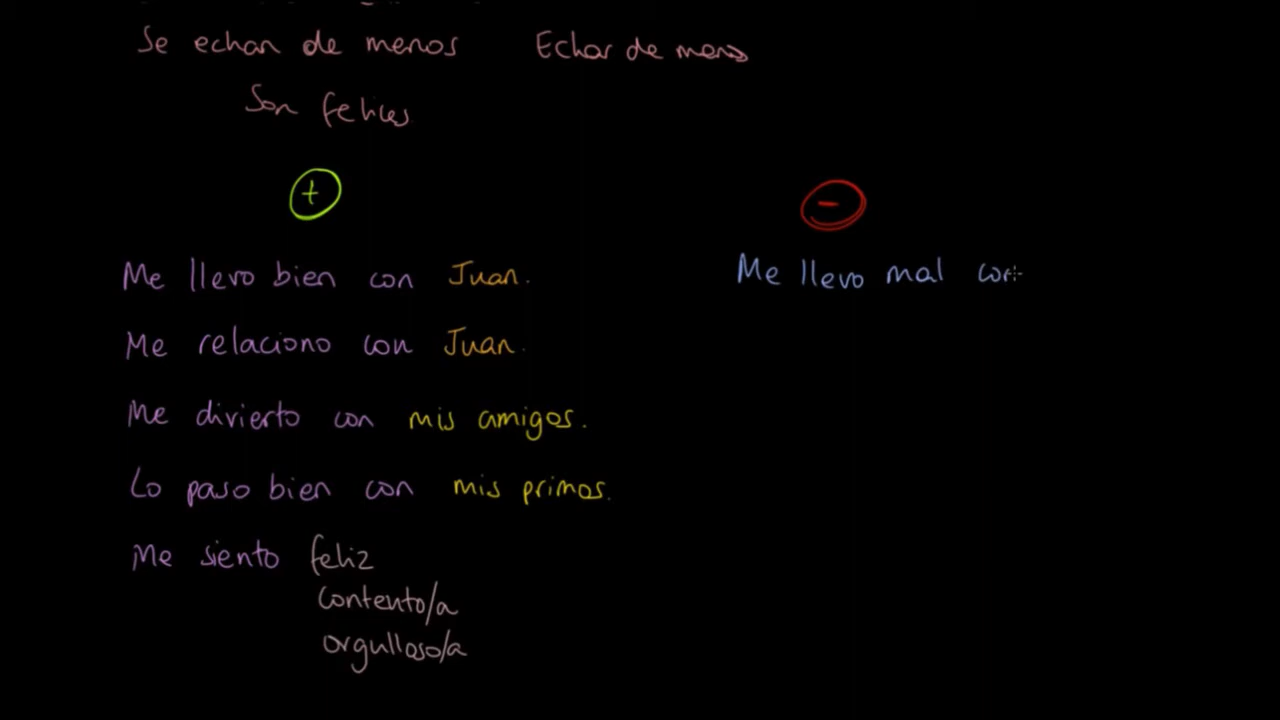 Se echan de menos Echar de menos
Son felices
+ -
Me llevo bien con Juan. Me llevo mal con
Me relaciono con Juan.
Me divierto con mis amigos.
Lo paso bien con mis primos.
Me siento feliz
contento/a
orgulloso/a